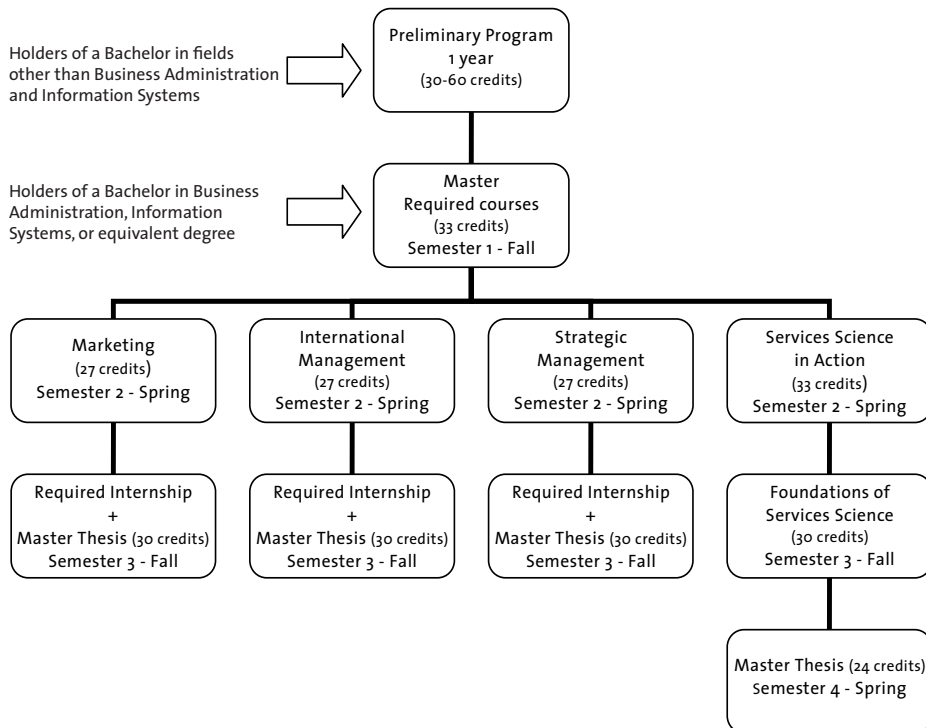 Holders of a Bachelor in fields
other than Business Administration
and Information Systems
Preliminary Program
1 year
(30-60 credits)
Holders of a Bachelor in Business
Administration, Information
Systems, or equivalent degree
Master
Required courses
(33 credits)
Semester 1 - Fall
Marketing
(27 credits)
Semester 2 - Spring
International
Management
(27 credits)
Semester 2 - Spring
Strategic
Management
(27 credits)
Semester 2 - Spring
Services Science
in Action
(33 credits)
Semester 2 - Spring
Required Internship
+
Master Thesis (30 credits)
Semester 3 - Fall
Required Internship
+
Master Thesis (30 credits)
Semester 3 - Fall
Required Internship
+
Master Thesis (30 credits)
Semester 3 - Fall
Foundations of
Services Science
(30 credits)
Semester 3 - Fall
Master Thesis (24 credits)
Semester 4 - Spring